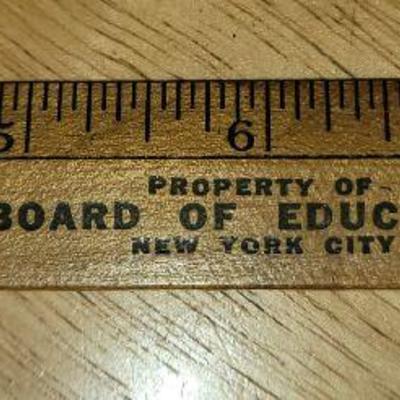 5 6
PROPERTY OF
BOARD OF EDUC
NEW YORK CITY